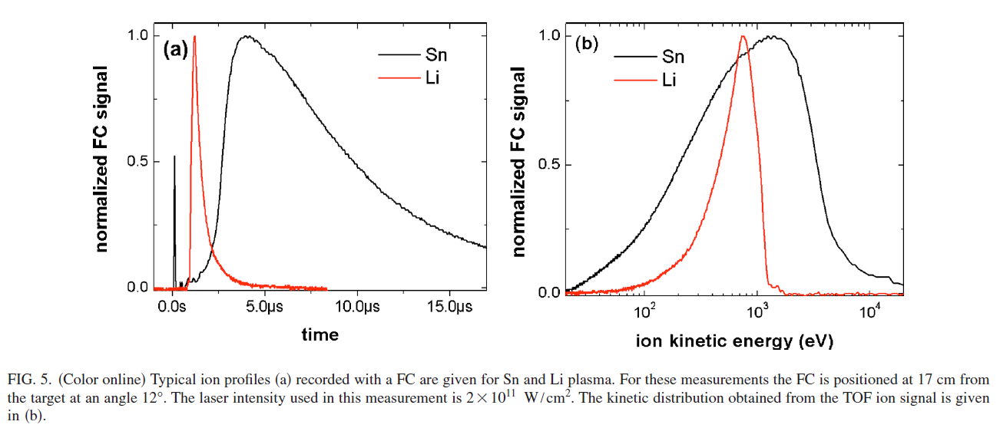 (a)
Sn
Li
1.0
0.5
0.0
normalized FC signal
0.0s 5.0µs 10.0µs 15.0µs
time
(b)
Sn
Li
1.0
0.5
0.0
normalized FC signal
10² 10³ 10⁴
ion kinetic energy (eV)
FIG. 5. (Color online) Typical ion profiles (a) recorded with a FC are given for Sn and Li plasma. For these measurements the FC is positioned at 17 cm from
the target at an angle 12°. The laser intensity used in this measurement is 2×10¹¹ W/cm². The kinetic distribution obtained from the TOF ion signal is given
in (b).